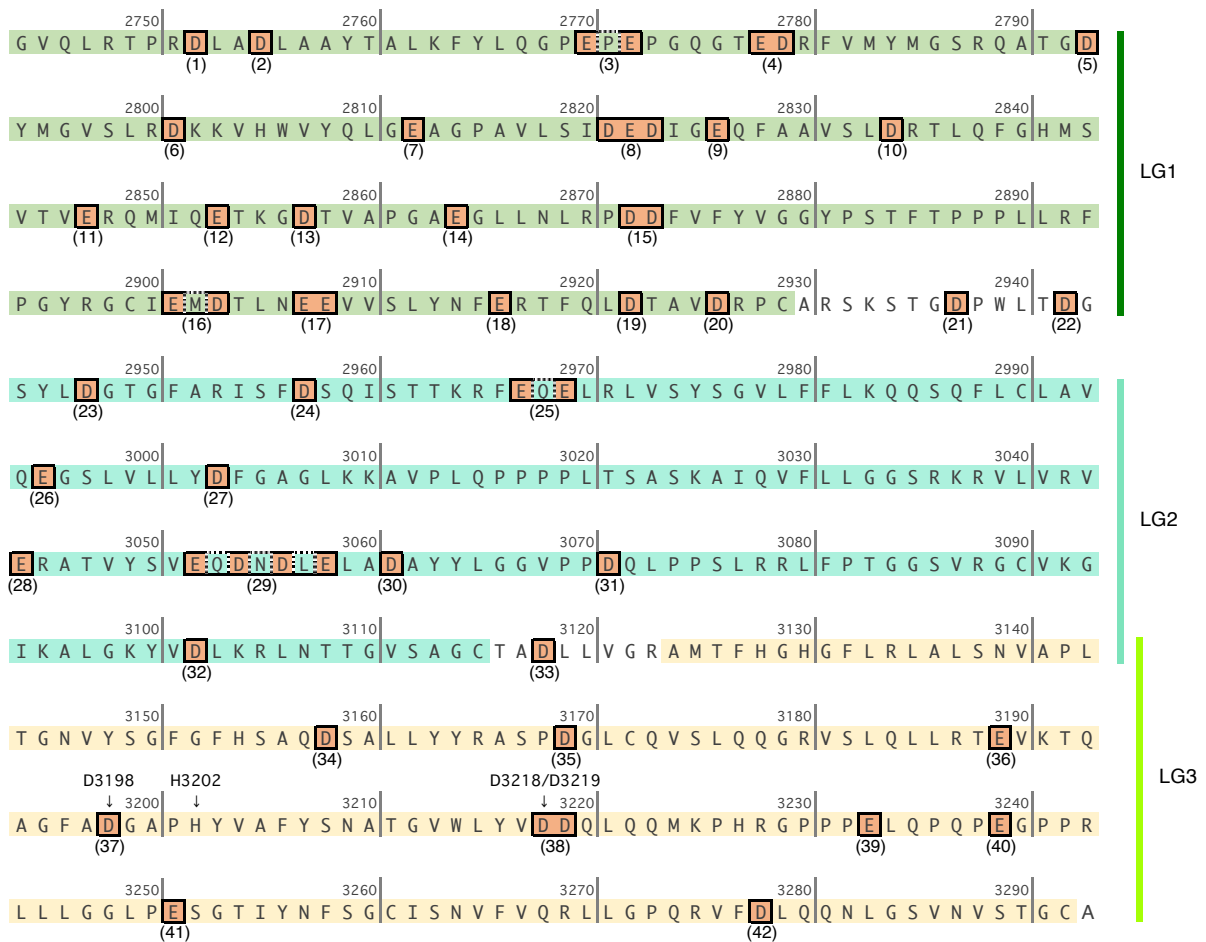 2750 2760 2770 2780 2790
G V Q L R T P R D L A D L A A Y T A L K F Y L Q G P E P E P G Q G T E D R F V M Y M G S R Q A T G D
(1) (2) (3) (4) (5)
2800 2810 2820 2830 2840
Y M G V S L R D K K V H W V Y Q L G E A G P A V L S I D E D I G E Q F A A V S L D R T L Q F G H M S
(6) (7) (8) (9) (10)
LG1
2850 2860 2870 2880 2890
V T V E R Q M I Q E T K G D T V A P G A E G L L N L R P D D F V F Y V G G Y P S T F T P P P L L R F
(11) (12) (13) (14) (15)
2900 2910 2920 2930 2940
P G Y R G C I E M D T L N E E V V S L Y N F E R T F Q L D T A V D R P C A R S K S T G D P W L T D G
(16) (17) (18) (19) (20) (21) (22)
2950 2960 2970 2980 2990
S Y L D G T G F A R I S F D S Q I S T T K R F E Q E L R L V S Y S G V L F F L K Q Q S Q F L C L A V
(23) (24) (25)
3000 3010 3020 3030 3040
Q E G S L V L L Y D F G A G L K K A V P L Q P P P P L T S A S K A I Q V F L L G G S R K R V L V R V
(26) (27)
LG2
3050 3060 3070 3080 3090
E R A T V Y S V E Q D N D L E L A D A Y Y L G G V P P D Q L P P S L R R L F P T G G S V R G C V K G
(28) (29) (30) (31)
3100 3110 3120 3130 3140
I K A L G K Y V D L K R L N T T G V S A G C T A D L L V G R A M T F H G H G F L R L A L S N V A P L
(32) (33)
3150 3160 3170 3180 3190
T G N V Y S G F G F H S A Q D S A L L Y Y R A S P D G L C Q V S L Q Q G R V S L Q L L R T E V K T Q
(34) (35) (36)
LG3
D3198 H3202 D3218/D3219
↓ ↓ ↓
3200 3210 3220 3230 3240
A G F A D G A P H Y V A F Y S N A T G V W L Y V D D Q L Q Q M K P H R G P P P E L Q P Q P E G P P R
(37) (38) (39) (40)
3250 3260 3270 3280 3290
L L L G G L P E S G T I Y N F S G C I S N V F V Q R L L G P Q R V F D L Q Q N L G S V N V S T G C A
(41) (42)